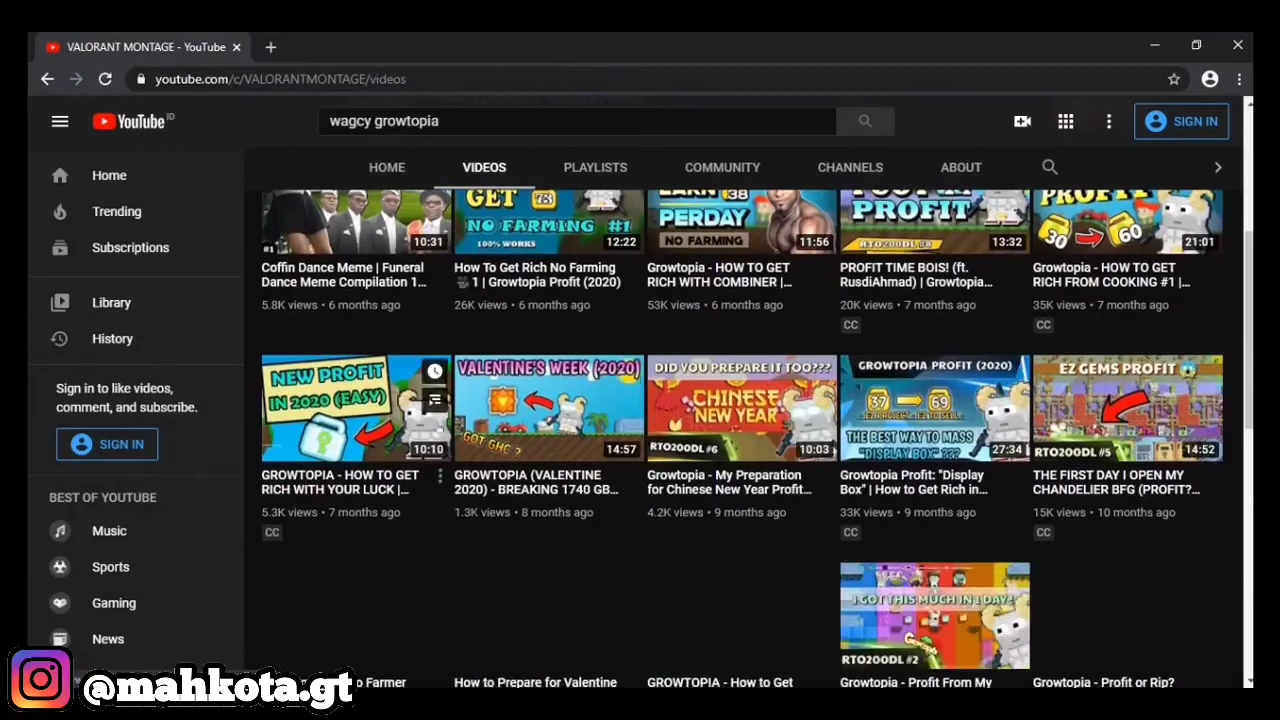 VALORANT MONTAGE - YouTube
youtube.com/c/VALORANTMONTAGE/videos
YouTube ID
wagcy growtopia
SIGN IN
HOME VIDEOS PLAYLISTS COMMUNITY CHANNELS ABOUT
Home
Trending
Subscriptions
Library
History
Sign in to like videos,
comment, and subscribe.
SIGN IN
BEST OF YOUTUBE
Music
Sports
Gaming
News
#1
10:31
Coffin Dance Meme | Funeral
Dance Meme Compilation 1...
5.8K views • 6 months ago
GET
NO FARMING #1
100% WORKS
12:22
How To Get Rich No Farming
1 | Growtopia Profit (2020)
26K views • 6 months ago
38
PERDAY
NO FARMING
11:56
Growtopia - HOW TO GET
RICH WITH COMBINER |...
53K views • 6 months ago
PROFIT
RTO200DL #8
13:32
PROFIT TIME BOIS! (ft.
RusdiAhmad) | Growtopia...
20K views • 7 months ago
CC
PROFIT
30 60
21:01
Growtopia - HOW TO GET
RICH FROM COOKING #1 |...
35K views • 7 months ago
CC
NEW PROFIT
IN 2020 (EASY)
10:10
GROWTOPIA - HOW TO GET
RICH WITH YOUR LUCK |...
5.3K views • 7 months ago
CC
VALENTINE'S WEEK (2020)
GOT GHC ?
14:57
GROWTOPIA (VALENTINE
2020) - BREAKING 1740 GB...
1.3K views • 8 months ago
DID YOU PREPARE IT TOO???
CHINESE
NEW YEAR
RTO200DL #6
10:03
Growtopia - My Preparation
for Chinese New Year Profit...
4.2K views • 9 months ago
GROWTOPIA PROFIT (2020)
37 69
EZ PROJECT.. EZ TO SELL..
THE BEST WAY TO MASS
"DISPLAY BOX" ???
27:34
Growtopia Profit: "Display
Box" | How to Get Rich in...
33K views • 9 months ago
CC
EZ GEMS PROFIT
RTO200DL #5
14:52
THE FIRST DAY I OPEN MY
CHANDELIER BFG (PROFIT?...
15K views • 10 months ago
CC
I GOT THIS MUCH IN 1 DAY!
RTO200DL #2
o Farmer
How to Prepare for Valentine
GROWTOPIA - How to Get
Growtopia - Profit From My
Growtopia - Profit or Rip?
@mahkota.gt